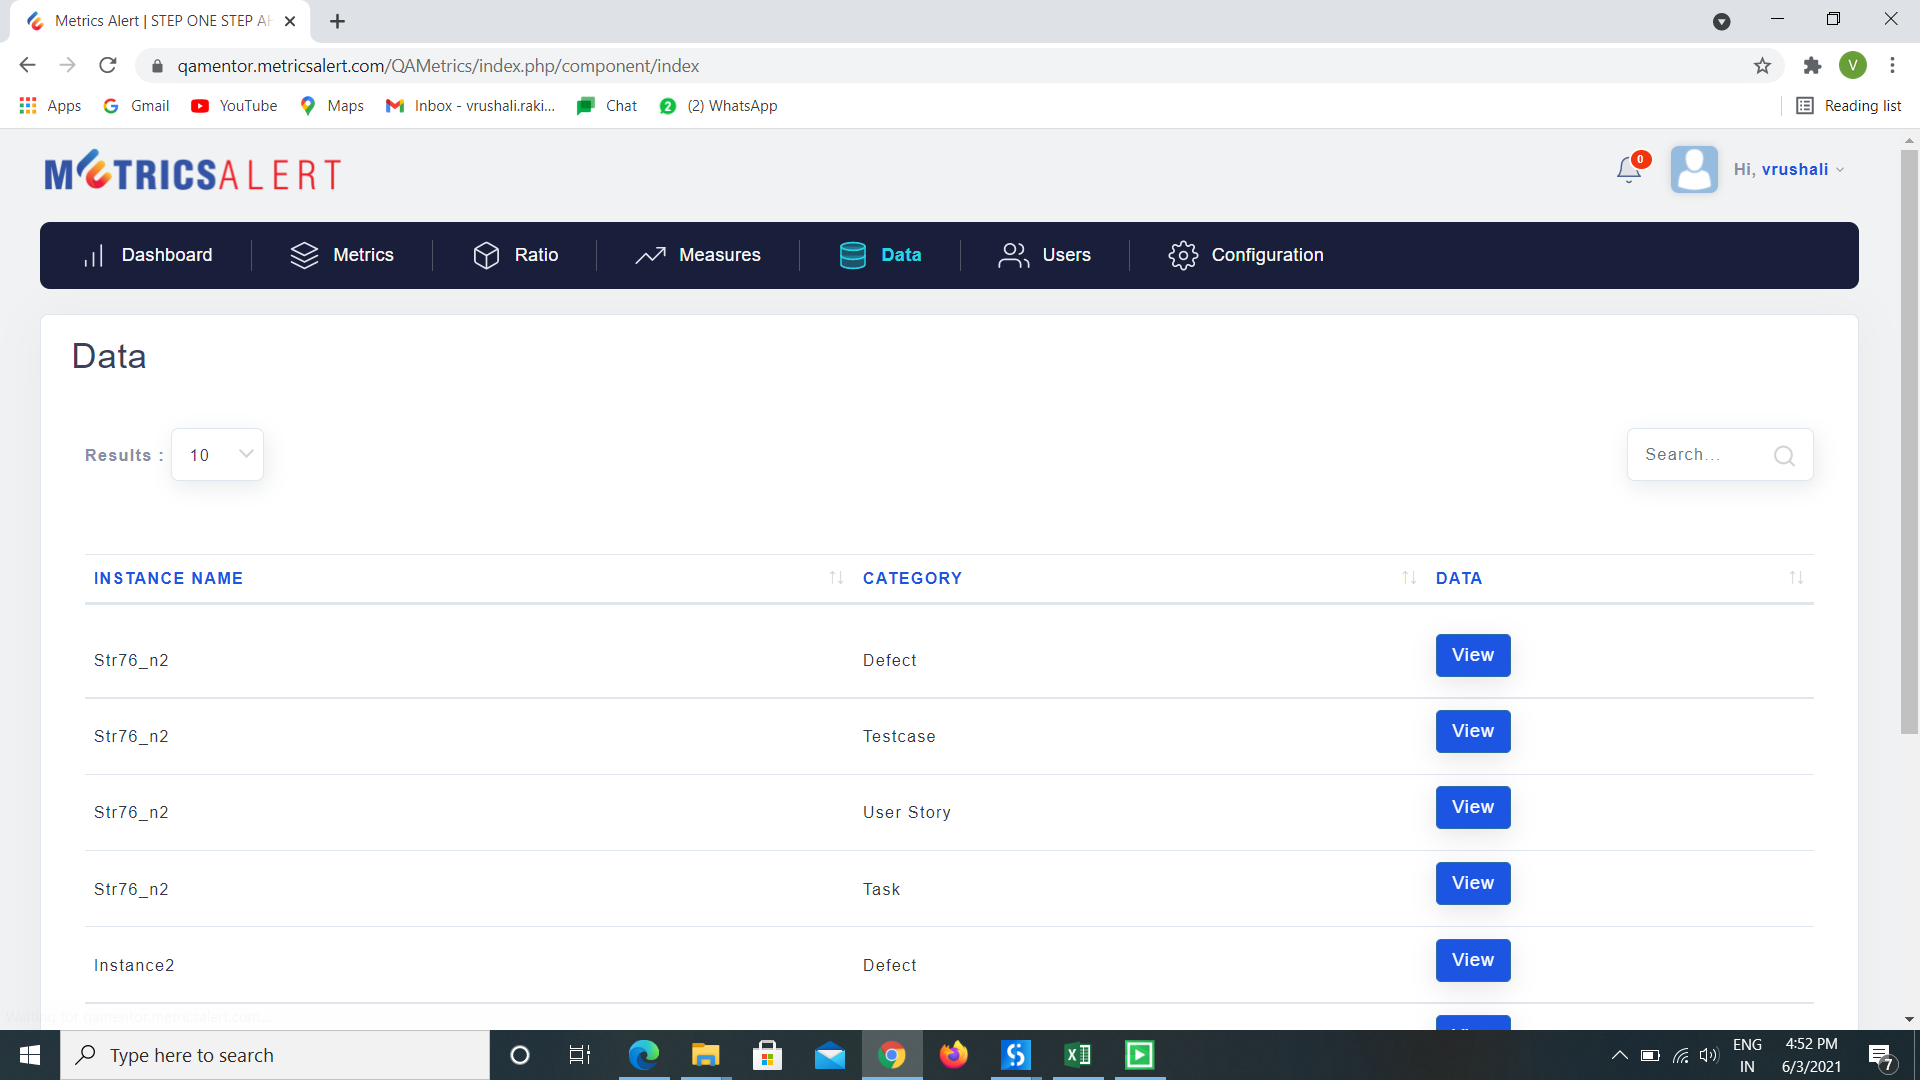 Metrics Alert | STEP ONE STEP AH
qamentor.metricsalert.com/QAMetrics/index.php/component/index
V
Apps
Gmail
YouTube
Maps
Inbox - vrushali.raki...
Chat
2
(2) WhatsApp
Reading list
METRICSALERT
0
Hi, vrushali
Dashboard
Metrics
Ratio
Measures
Data
Users
Configuration
Data
Results :
10
Search...
INSTANCE NAME
CATEGORY
DATA
Str76_n2
Defect
View
Str76_n2
Testcase
View
Str76_n2
User Story
View
Str76_n2
Task
View
Instance2
Defect
View
Waiting for qamentor.metricsalert.com...
Type here to search
ENG
IN
4:52 PM
6/3/2021
7